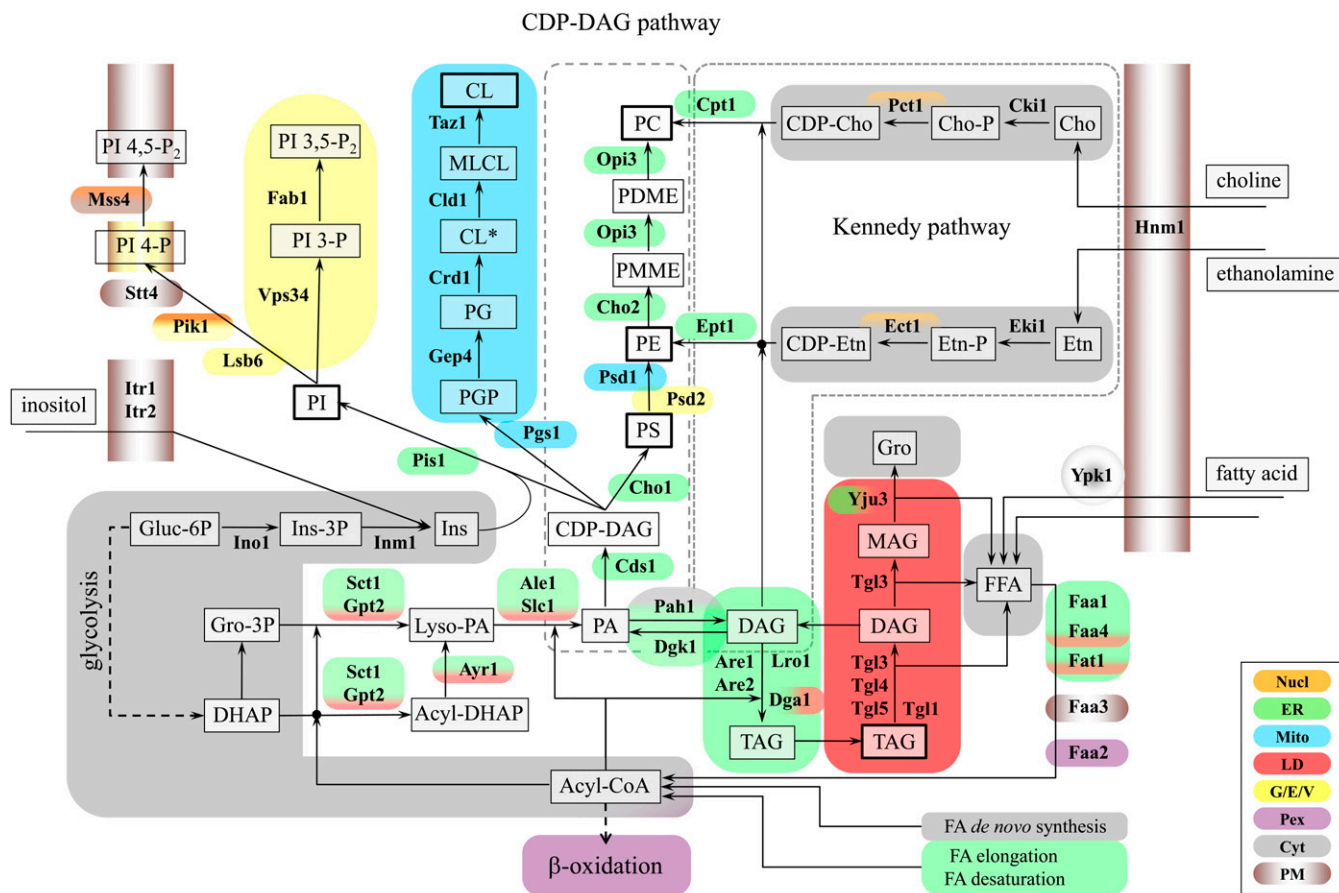 CDP-DAG pathway
PI 4,5-P2
Mss4
PI 4-P
Stt4
Pik1
Lsb6
PI 3,5-P2
Fab1
PI 3-P
Vps34
PI
CL
Taz1
MLCL
Cld1
CL*
Crd1
PG
Gep4
PGP
Pgs1
PC
Opi3
PDME
Opi3
PMME
Cho2
PE
Psd1
Psd2
PS
Cho1
CDP-DAG
Cds1
Cpt1
CDP-Cho
Pct1
Cho-P
Cki1
Cho
Kennedy pathway
Ept1
CDP-Etn
Ect1
Etn-P
Eki1
Etn
Hnm1
choline
ethanolamine
fatty acid
Ypk1
inositol
Itr1
Itr2
Pis1
Gluc-6P
Ino1
Ins-3P
Inm1
Ins
glycolysis
Gro-3P
Sct1
Gpt2
Lyso-PA
Ale1
Slc1
PA
Pah1
Dgk1
DAG
DHAP
Sct1
Gpt2
Acyl-DHAP
Ayr1
Are1
Are2
Lro1
Dga1
TAG
Gro
Yju3
MAG
Tgl3
DAG
Tgl3
Tgl4
Tgl5
Tgl1
TAG
FFA
Faa1
Faa4
Fat1
Faa3
Faa2
Acyl-CoA
β-oxidation
FA de novo synthesis
FA elongation
FA desaturation
Nucl
ER
Mito
LD
G/E/V
Pex
Cyt
PM